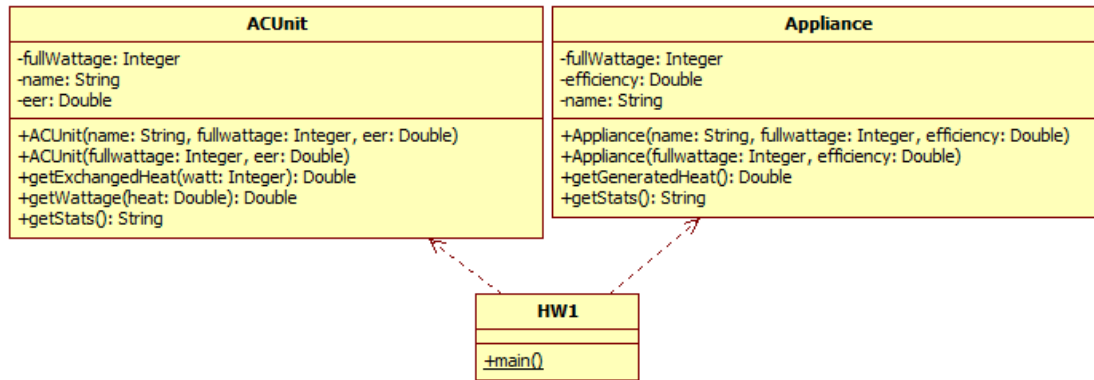 ACUnit
-fullWattage: Integer
-name: String
-eer: Double
+ACUnit(name: String, fullwattage: Integer, eer: Double)
+ACUnit(fullwattage: Integer, eer: Double)
+getExchangedHeat(watt: Integer): Double
+getWattage(heat: Double): Double
+getStats(): String
Appliance
-fullWattage: Integer
-efficiency: Double
-name: String
+Appliance(name: String, fullwattage: Integer, efficiency: Double)
+Appliance(fullwattage: Integer, efficiency: Double)
+getGeneratedHeat(): Double
+getStats(): String
HW1
+main()